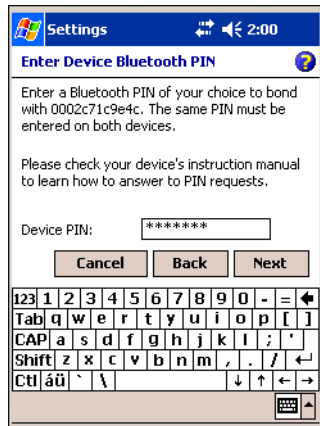 Settings 2:00
Enter Device Bluetooth PIN ?
Enter a Bluetooth PIN of your choice to bond
with 0002c71c9e4c. The same PIN must be
entered on both devices.
Please check your device's instruction manual
to learn how to answer to PIN requests.
Device PIN: *******
Cancel Back Next
123 1 2 3 4 5 6 7 8 9 0 - =
Tab q w e r t y u i o p [ ]
CAP a s d f g h j k l ; '
Shift z x c v b n m , . /
Ctl áü ` \